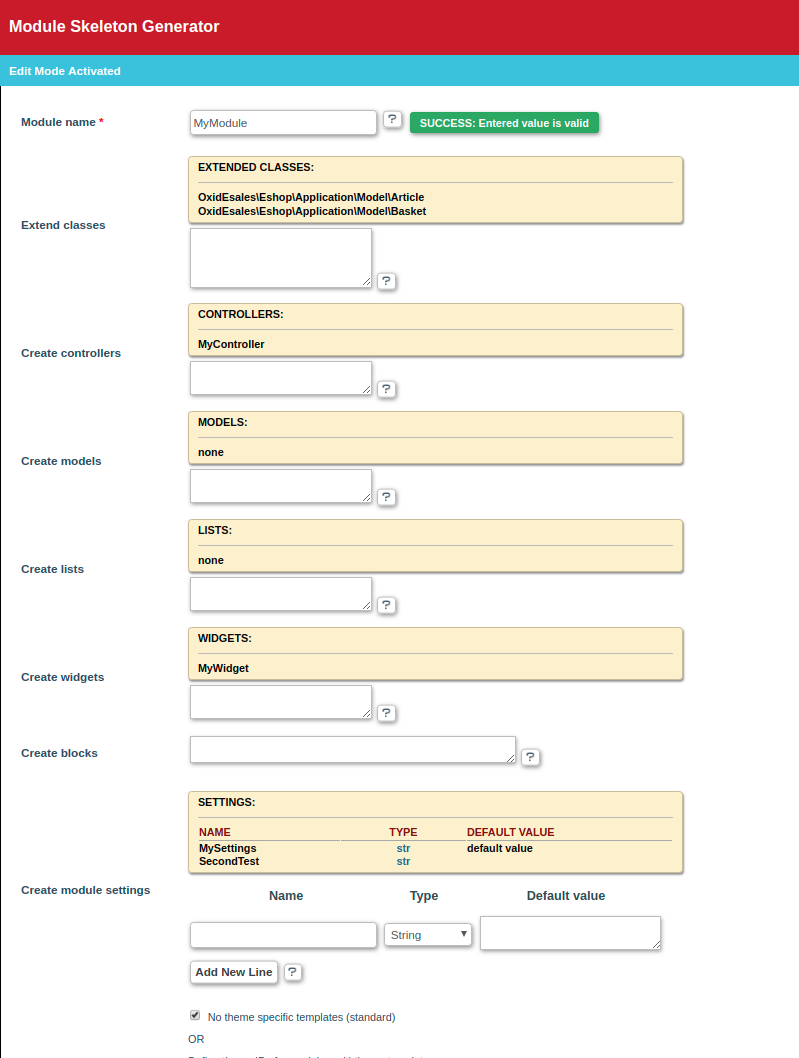 Module Skeleton Generator
Edit Mode Activated
Module name *
MyModule
?
SUCCESS: Entered value is valid
Extend classes
EXTENDED CLASSES:
OxidEsales\Eshop\Application\Model\Article
OxidEsales\Eshop\Application\Model\Basket
?
Create controllers
CONTROLLERS:
MyController
?
Create models
MODELS:
none
?
Create lists
LISTS:
none
?
Create widgets
WIDGETS:
MyWidget
?
Create blocks
?
Create module settings
SETTINGS:
NAME TYPE DEFAULT VALUE
MySettings str default value
SecondTest str
Name Type Default value
String
Add New Line ?
No theme specific templates (standard)
OR